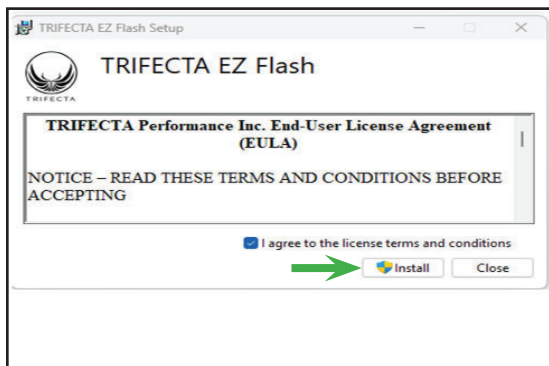 TRIFECTA EZ Flash Setup
TRIFECTA EZ Flash
TRIFECTA
TRIFECTA Performance Inc. End-User License Agreement
(EULA)
NOTICE – READ THESE TERMS AND CONDITIONS BEFORE
ACCEPTING
I agree to the license terms and conditions
Install Close